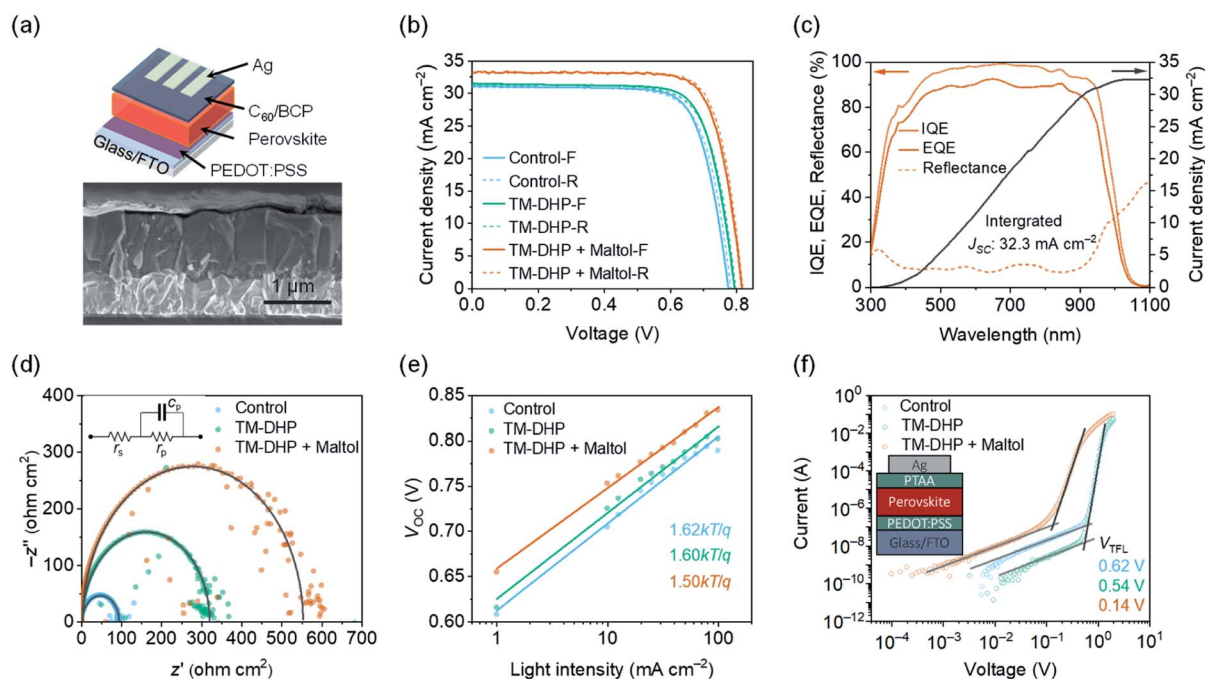 (a)
Ag
C60/BCP
Perovskite
Glass/FTO
PEDOT:PSS
1 μm
(b)
35
30
25
20
15
10
5
0
Current density (mA cm−2)
Control-F
Control-R
TM-DHP-F
TM-DHP-R
TM-DHP + Maltol-F
TM-DHP + Maltol-R
0.0 0.2 0.4 0.6 0.8
Voltage (V)
(c)
100
80
60
40
20
0
IQE, EQE, Reflectance (%)
IQE
EQE
Reflectance
Intergrated
JSC: 32.3 mA cm−2
35
30
25
20
15
10
5
0
Current density (mA cm−2)
300 500 700 900 1100
Wavelength (nm)
(d)
400
300
200
100
0
−z'' (ohm cm2)
cp
rs
rp
Control
TM-DHP
TM-DHP + Maltol
0 100 200 300 400 500 600 700
z' (ohm cm2)
(e)
0.85
0.80
0.75
0.70
0.65
0.60
VOC (V)
Control
TM-DHP
TM-DHP + Maltol
1.62kT/q
1.60kT/q
1.50kT/q
1 10 100
Light intensity (mA cm−2)
(f)
100
10−2
10−4
10−6
10−8
10−10
10−12
Current (A)
Control
TM-DHP
TM-DHP + Maltol
Ag
PTAA
Perovskite
PEDOT:PSS
Glass/FTO
VTFL
0.62 V
0.54 V
0.14 V
10−4 10−3 10−2 10−1 100 101
Voltage (V)